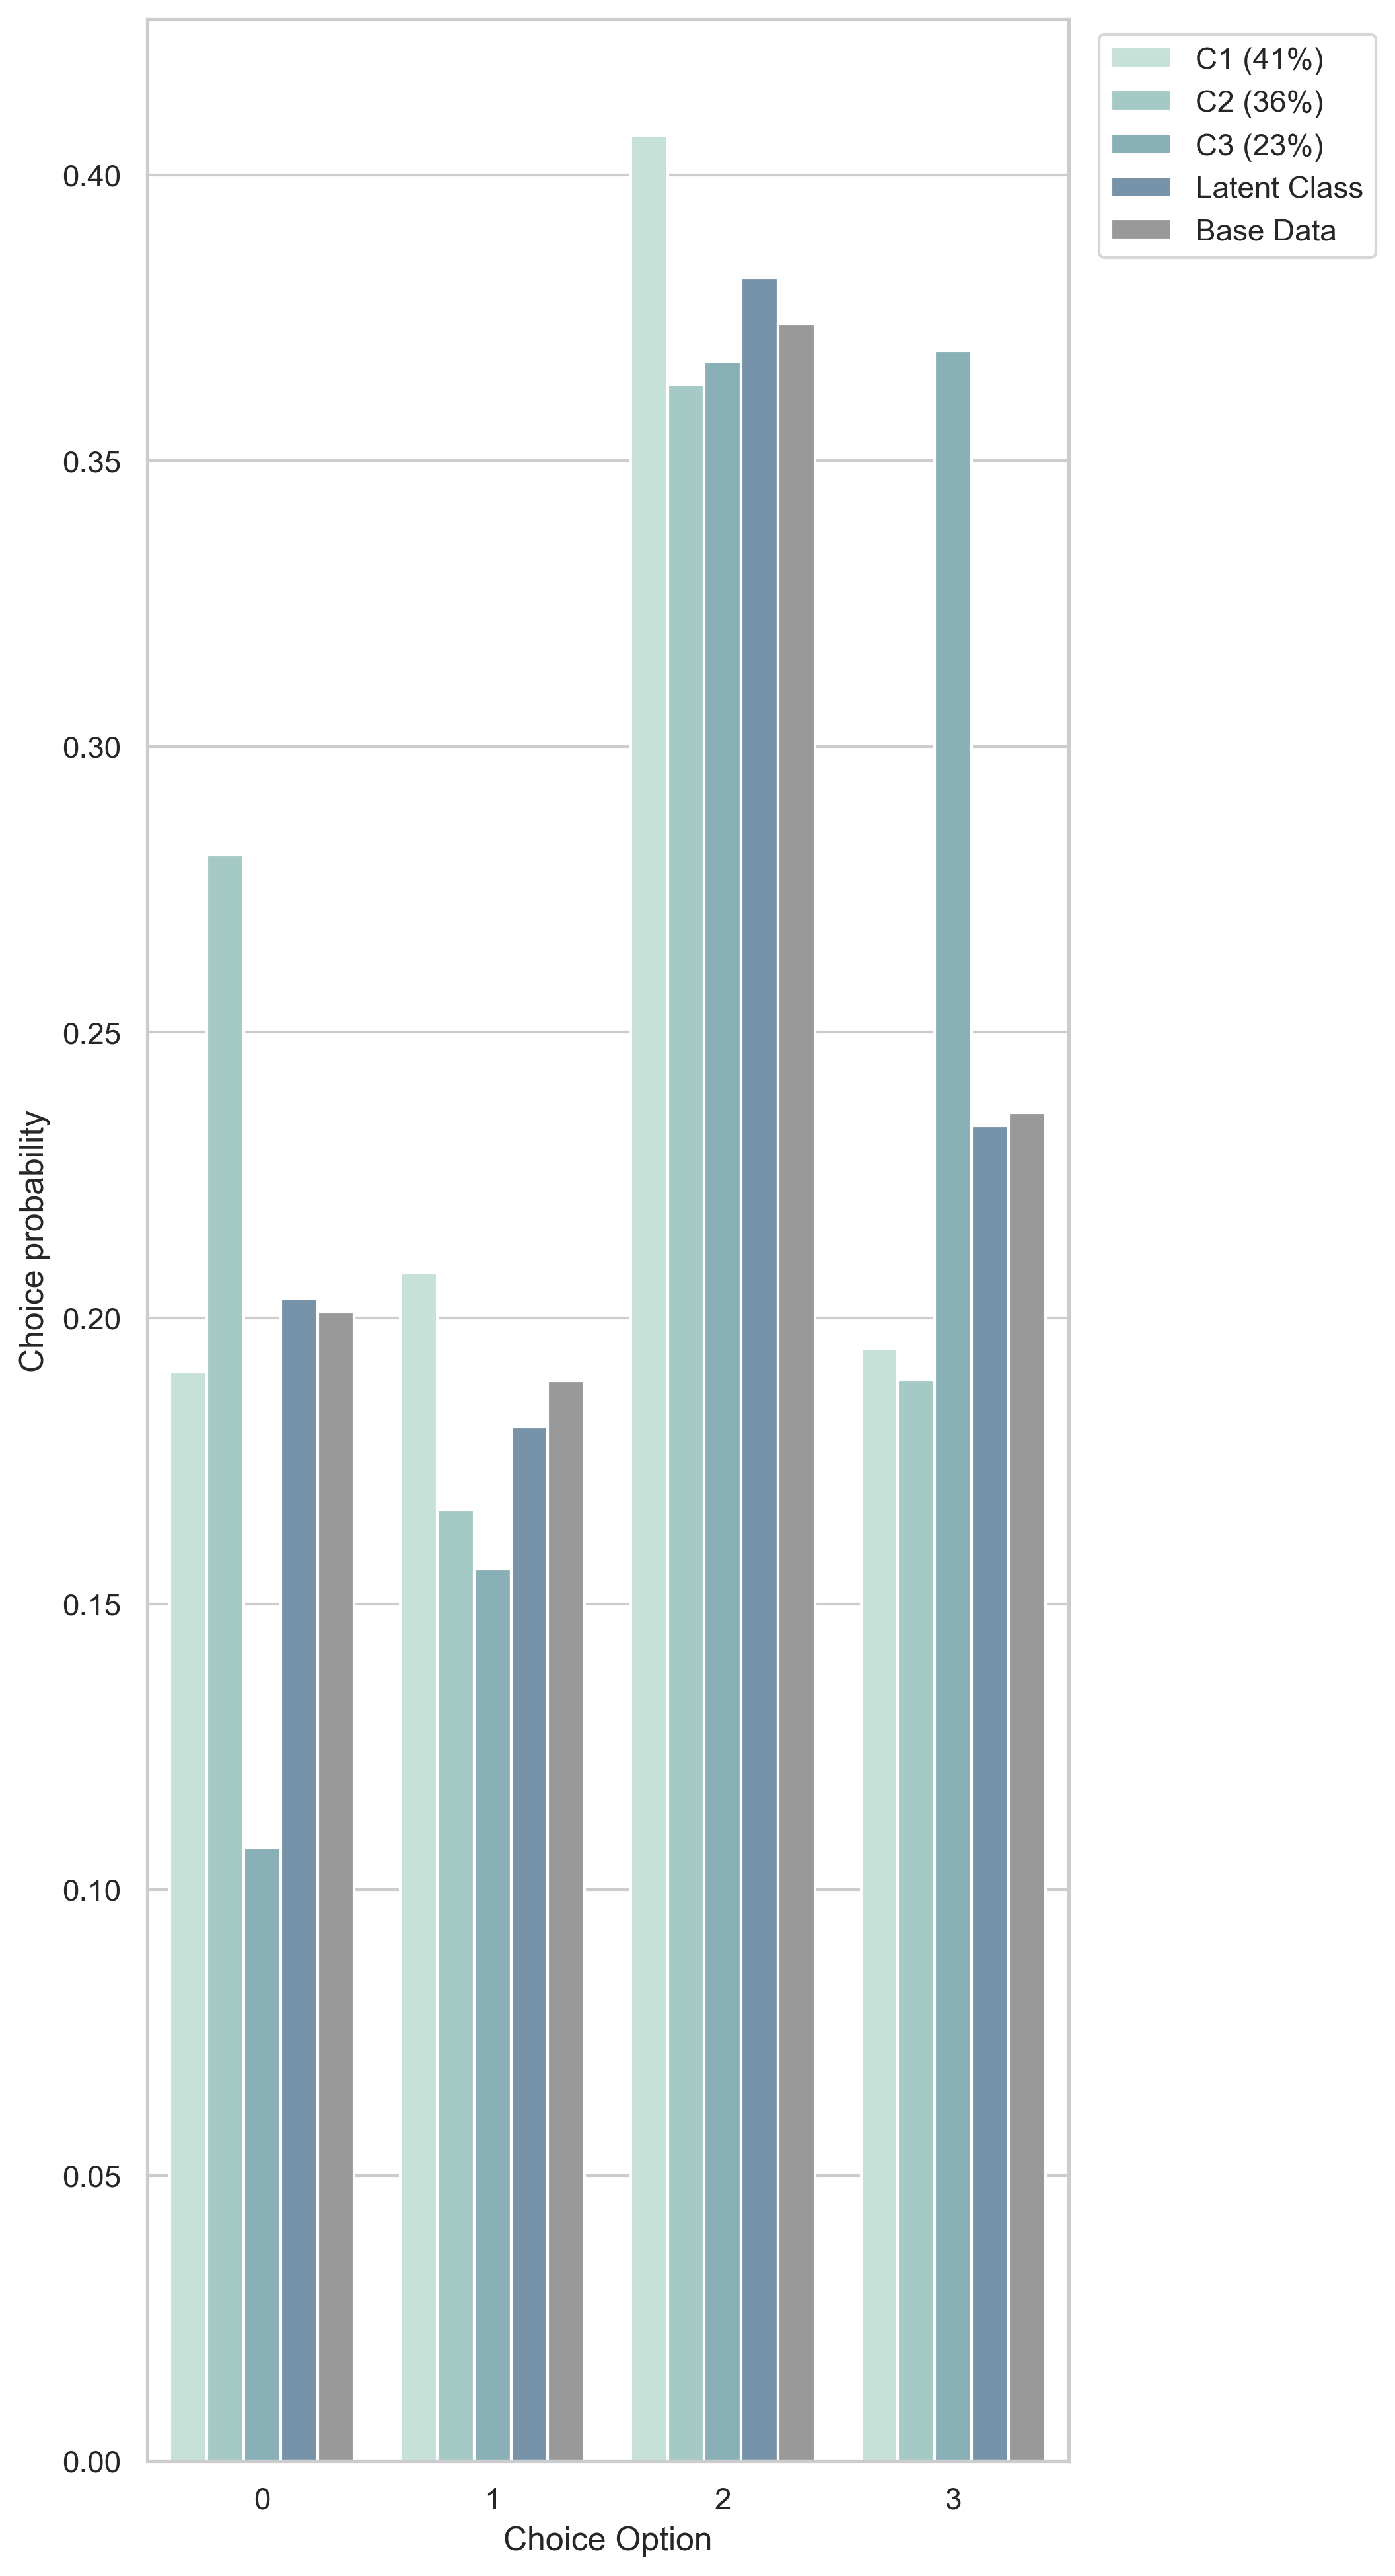 C1 (41%)
C2 (36%)
C3 (23%)
Latent Class
Base Data
0.40
0.35
0.30
0.25
0.20
0.15
0.10
0.05
0.00
Choice probability
0 1 2 3
Choice Option